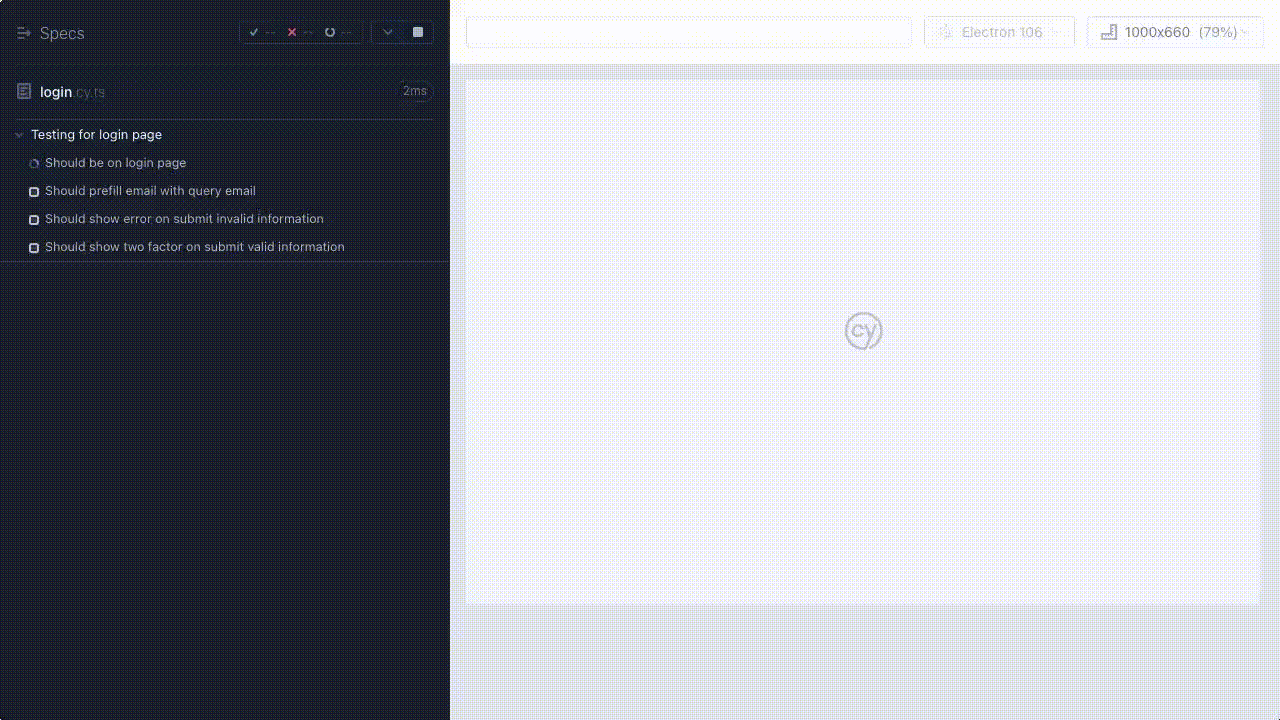 Specs
-- -- --
Electron 106
1000x660 (79%)
login.cy.ts
2ms
Testing for login page
Should be on login page
Should prefill email with query email
Should show error on submit invalid information
Should show two factor on submit valid information
cy